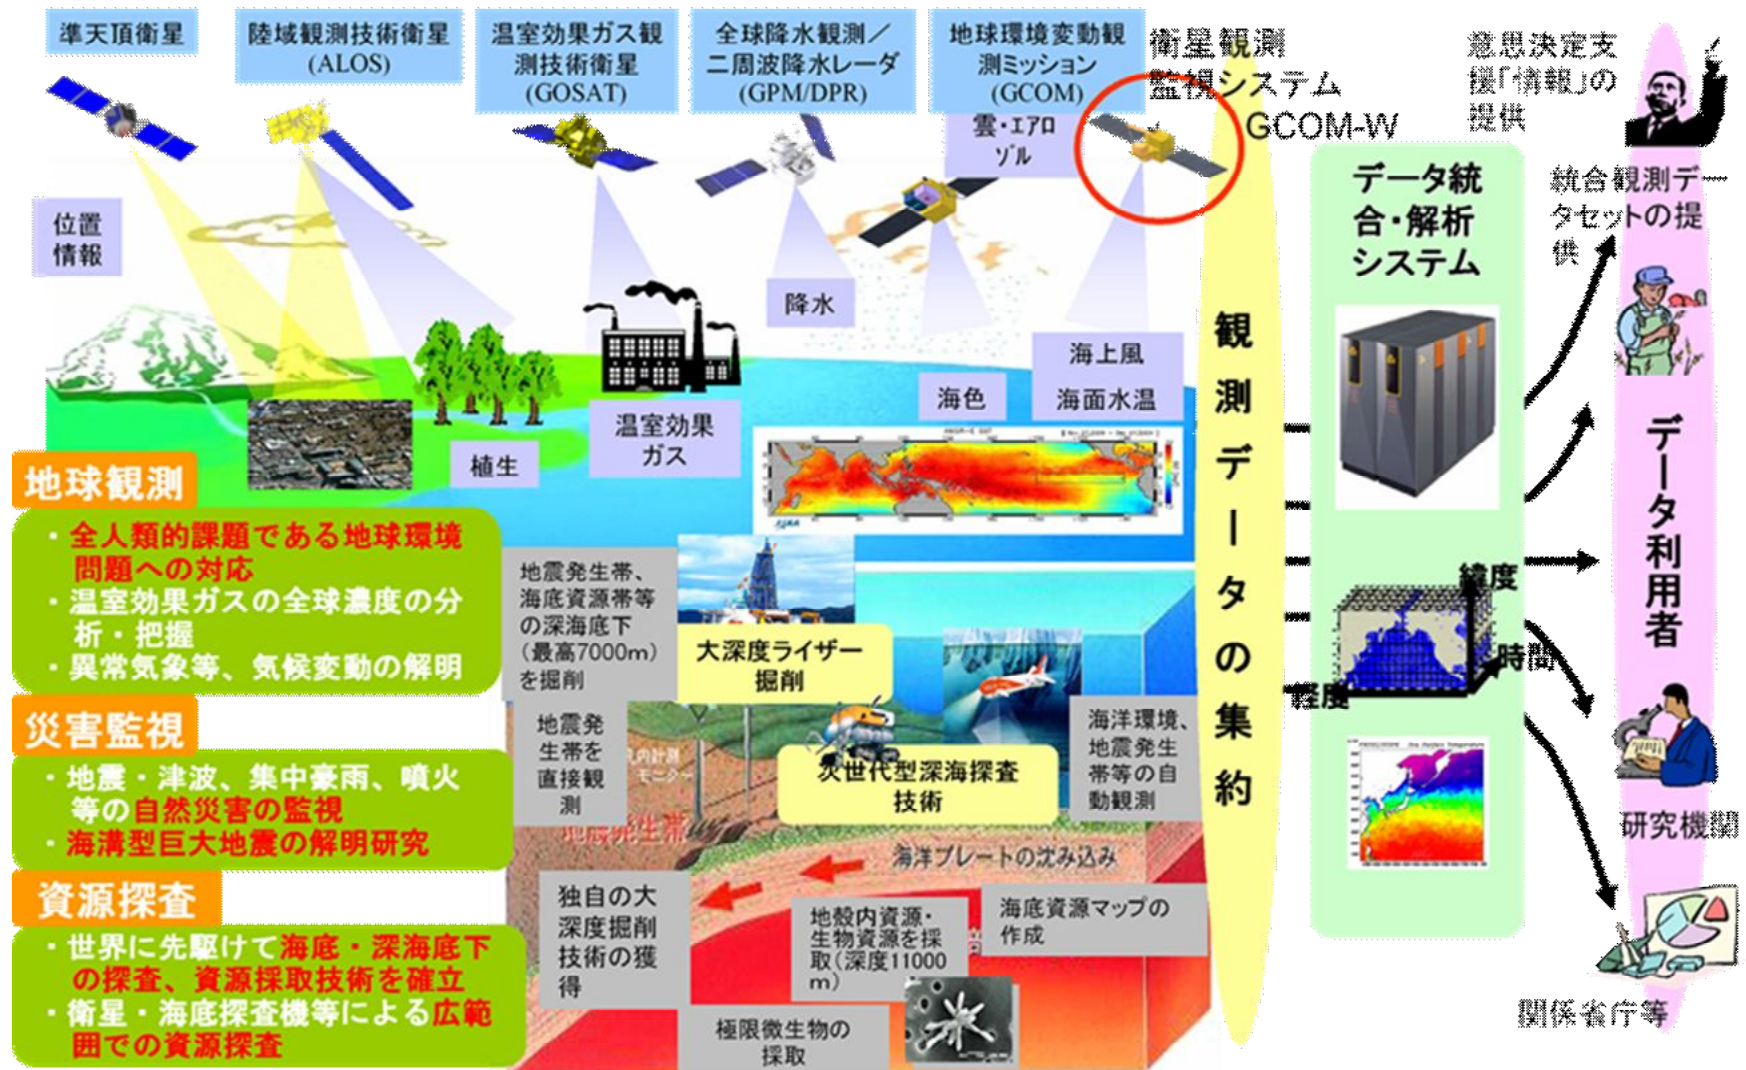 準天頂衛星
陸域観測技術衛星
(ALOS)
温室効果ガス観
測技術衛星
(GOSAT)
全球降水観測／
二周波降水レーダ
(GPM/DPR)
地球環境変動観
測ミッション
(GCOM)
衛星観測
監視システム
GCOM-W
意思決定支
援｢情報｣の
提供
雲・エアロ
ゾル
位置
情報
降水
海上風
海面水温
海色
温室効果
ガス
植生
データ統
合・解析
システム
統合観測デー
タセットの提
供
観測データの集約
データ利用者
地球観測
・全人類的課題である地球環境
問題への対応
・温室効果ガスの全球濃度の分
析・把握
・異常気象等、気候変動の解明
災害監視
・地震・津波、集中豪雨、噴火
等の自然災害の監視
・海溝型巨大地震の解明研究
資源探査
・世界に先駆けて海底・深海底下
の探査、資源採取技術を確立
・衛星・海底探査機等による広範
囲での資源探査
地震発生帯、
海底資源帯等
の深海底下
（最高7000m）
を掘削
大深度ライザー
掘削
地震発
生帯を
直接観
測
孔内計測
モニター
地震発生帯
次世代型深海探査
技術
海洋環境、
地震発生
帯等の自
動観測
海洋プレートの沈み込み
独自の大
深度掘削
技術の獲
得
地殻内資源・
生物資源を採
取（深度11000
m）
海底資源マップの
作成
極限微生物の
採取
緯度
時間
経度
研究機関
関係省庁等